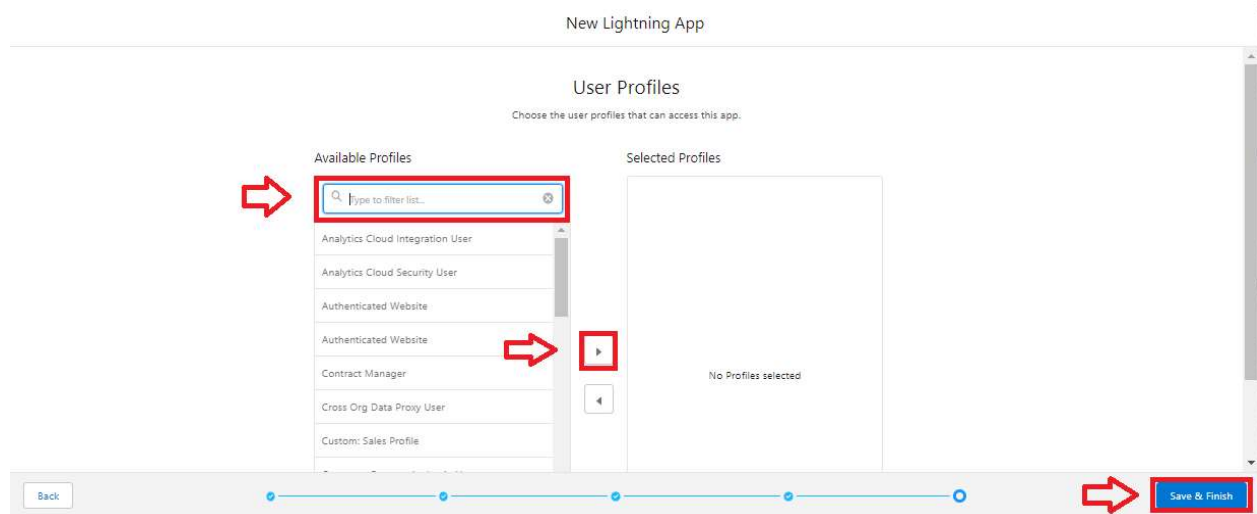 New Lightning App
User Profiles
Choose the user profiles that can access this app.
Available Profiles
Selected Profiles
Type to filter list...
Analytics Cloud Integration User
Analytics Cloud Security User
Authenticated Website
Authenticated Website
Contract Manager
No Profiles selected
Cross Org Data Proxy User
Custom: Sales Profile
Back
Save & Finish